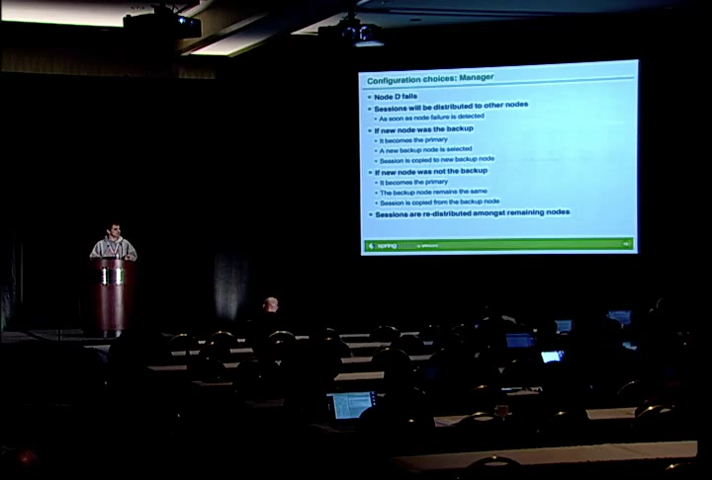 Configuration choices: Manager
Node D fails
Sessions will be distributed to other nodes
As soon as node failure is detected
If new node was the backup
It becomes the primary
A new backup node is selected
Session is copied to new backup node
If new node was not the backup
It becomes the primary
The backup node remains the same
Session is copied from the backup node
Sessions are re-distributed amongst remaining nodes
spring